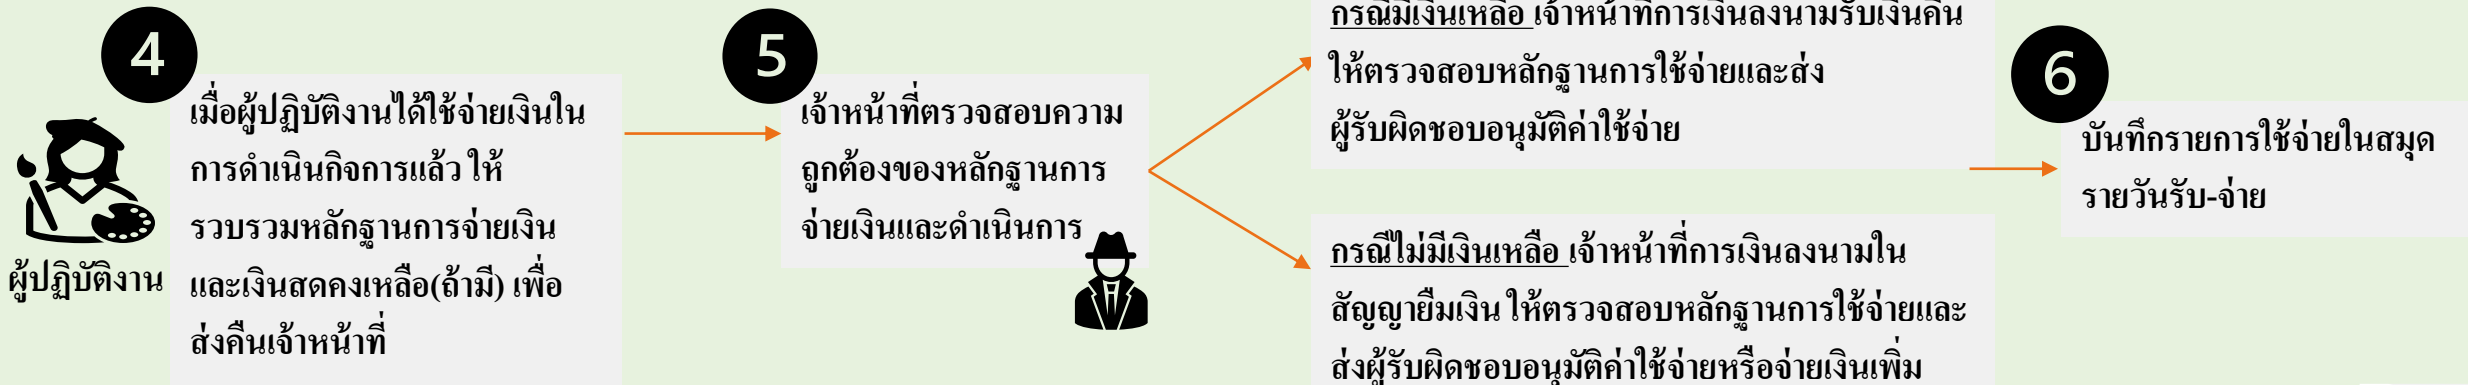 4
เมื่อผู้ปฏิบัติงานได้ใช้จ่ายเงินใน
การดำเนินกิจการแล้ว ให้
รวบรวมหลักฐานการจ่ายเงิน
และเงินสดคงเหลือ(ถ้ามี) เพื่อ
ส่งคืนเจ้าหน้าที่
ผู้ปฏิบัติงาน
5
เจ้าหน้าที่ตรวจสอบความ
ถูกต้องของหลักฐานการ
จ่ายเงินและดำเนินการ
กรณีมีเงินเหลือ เจ้าหน้าที่การเงินลงนามรับเงินคืน
ให้ตรวจสอบหลักฐานการใช้จ่ายและส่ง
ผู้รับผิดชอบอนุมัติค่าใช้จ่าย
กรณีไม่มีเงินเหลือ เจ้าหน้าที่การเงินลงนามใน
สัญญายืมเงิน ให้ตรวจสอบหลักฐานการใช้จ่ายและ
ส่งผู้รับผิดชอบอนุมัติค่าใช้จ่ายหรือจ่ายเงินเพิ่ม
6
บันทึกรายการใช้จ่ายในสมุด
รายวันรับ-จ่าย